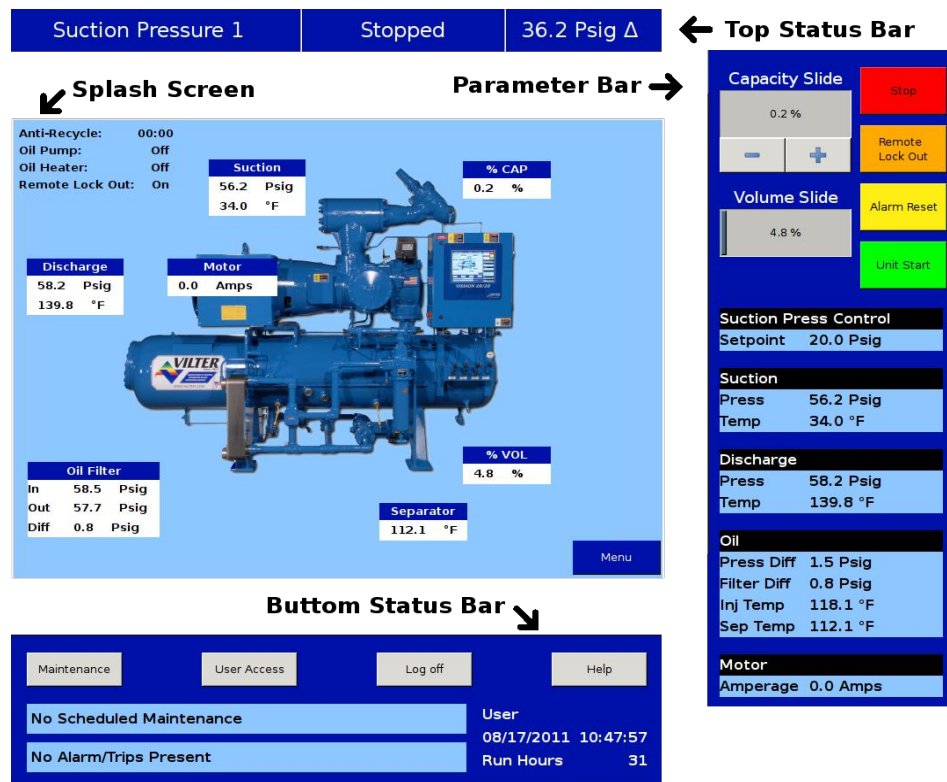 Suction Pressure 1
Stopped
36.2 Psig Δ
Top Status Bar
Splash Screen
Parameter Bar
Anti-Recycle: 00:00
Oil Pump: Off
Oil Heater: Off
Remote Lock Out: On
Suction
56.2 Psig
34.0 °F
% CAP
0.2 %
Discharge
58.2 Psig
139.8 °F
Motor
0.0 Amps
VISSION 20/20
VILTER
Oil Filter
In 58.5 Psig
Out 57.7 Psig
Diff 0.8 Psig
% VOL
4.8 %
Separator
112.1 °F
Menu
Capacity Slide
0.2 %
Volume Slide
4.8 %
Stop
Remote
Lock Out
Alarm Reset
Unit Start
Suction Press Control
Setpoint 20.0 Psig
Suction
Press 56.2 Psig
Temp 34.0 °F
Discharge
Press 58.2 Psig
Temp 139.8 °F
Oil
Press Diff 1.5 Psig
Filter Diff 0.8 Psig
Inj Temp 118.1 °F
Sep Temp 112.1 °F
Motor
Amperage 0.0 Amps
Buttom Status Bar
Maintenance
User Access
Log off
Help
No Scheduled Maintenance
No Alarm/Trips Present
User
08/17/2011 10:47:57
Run Hours 31